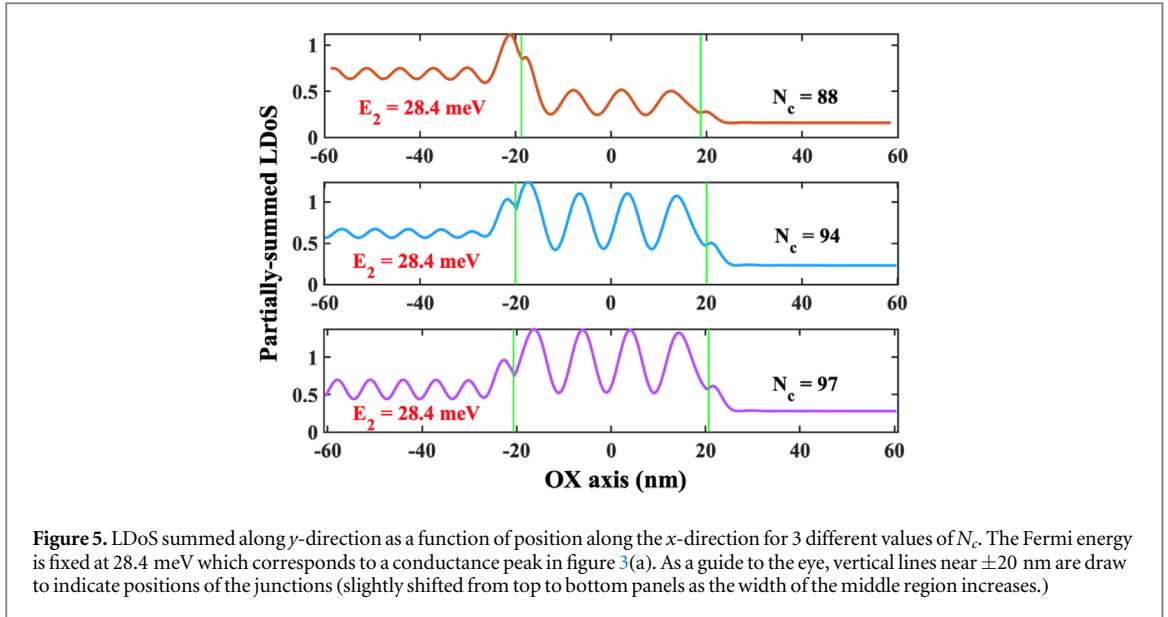 1
0.5
0
E2 = 28.4 meV
Nc = 88
-60 -40 -20 0 20 40 60
1
0.5
0
E2 = 28.4 meV
Nc = 94
-60 -40 -20 0 20 40 60
1
0.5
0
E2 = 28.4 meV
Nc = 97
-60 -40 -20 0 20 40 60
Partially-summed LDoS
OX axis (nm)
Figure 5. LDoS summed along y-direction as a function of position along the x-direction for 3 different values of Nc. The Fermi energy
is fixed at 28.4 meV which corresponds to a conductance peak in figure 3(a). As a guide to the eye, vertical lines near ±20 nm are draw
to indicate positions of the junctions (slightly shifted from top to bottom panels as the width of the middle region increases.)